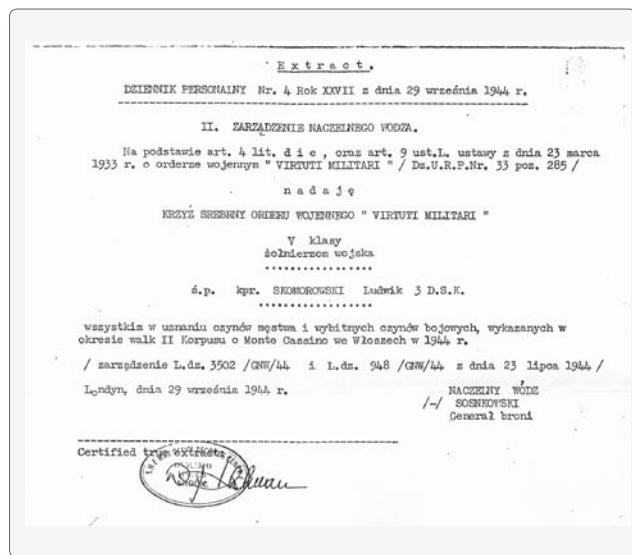 Extract.
DZIENNIK PERSONALNY Nr. 4 Rok XXVII z dnia 29 września 1944 r.
II. ZARZĄDZENIE NACZELNEGO WODZA.
Na podstawie art. 4 lit. d i e , oraz art. 9 ust.L. ustawy z dnia 23 marca
1933 r. o orderze wojennym " VIRTUTI MILITARI " / Dz.U.R.P.Nr. 33 poz. 285 /
n a d a j ę
KRZYŻ SREBRNY ORDERU WOJENNEGO " VIRTUTI MILITARI "
V klasy
żołnierzom wojska
ś.p. kpr. SKOMOROWSKI Ludwik 3 D.S.K.
wszystkim w uznaniu czynów męstwa i wybitnych czynów bojowych, wykazanych w
okresie walk II Korpusu o Monte Cassino we Włoszech w 1944 r.
/ zarządzenie L.dz. 3502 /GNW/44 i L.dz. 948 /GNW/44 z dnia 23 lipca 1944 /
Londyn, dnia 29 września 1944 r.
NACZELNY WÓDZ
/-/ SOSNKOWSKI
Generał broni
Certified true extract